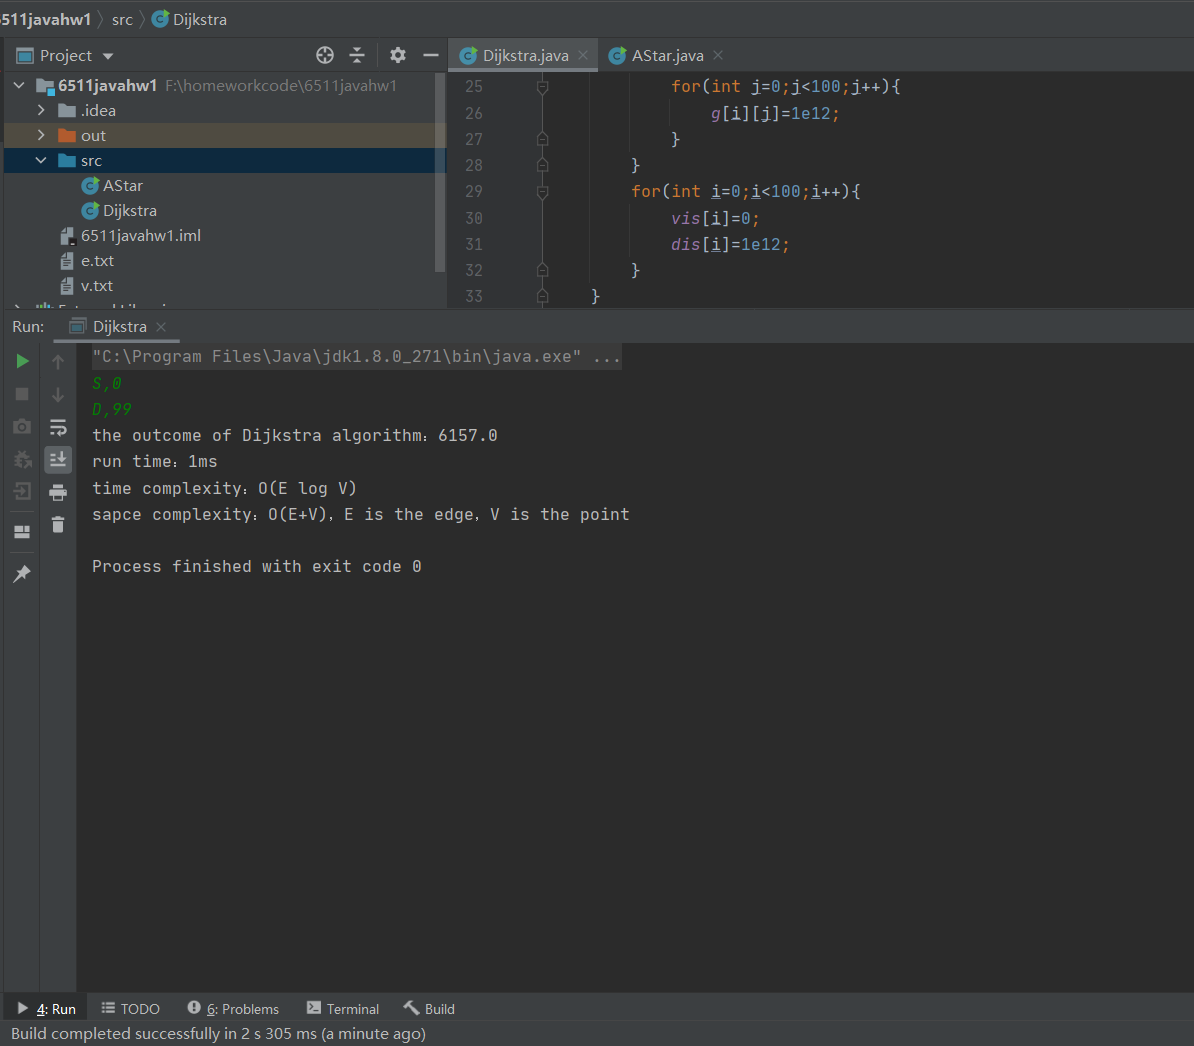 6511javahw1 src Dijkstra
Project
Dijkstra.java
AStar.java
6511javahw1 F:\homeworkcode\6511javahw1
.idea
out
src
AStar
Dijkstra
6511javahw1.iml
e.txt
v.txt
25 for(int j=0;j<100;j++){
26 g[i][j]=1e12;
27 }
28 }
29 for(int i=0;i<100;i++){
30 vis[i]=0;
31 dis[i]=1e12;
32 }
33 }
Run: Dijkstra
"C:\Program Files\Java\jdk1.8.0_271\bin\java.exe" ...
S,0
D,99
the outcome of Dijkstra algorithm：6157.0
run time：1ms
time complexity：O(E log V)
sapce complexity：O(E+V)，E is the edge，V is the point
Process finished with exit code 0
4: Run TODO 6: Problems Terminal Build
Build completed successfully in 2 s 305 ms (a minute ago)